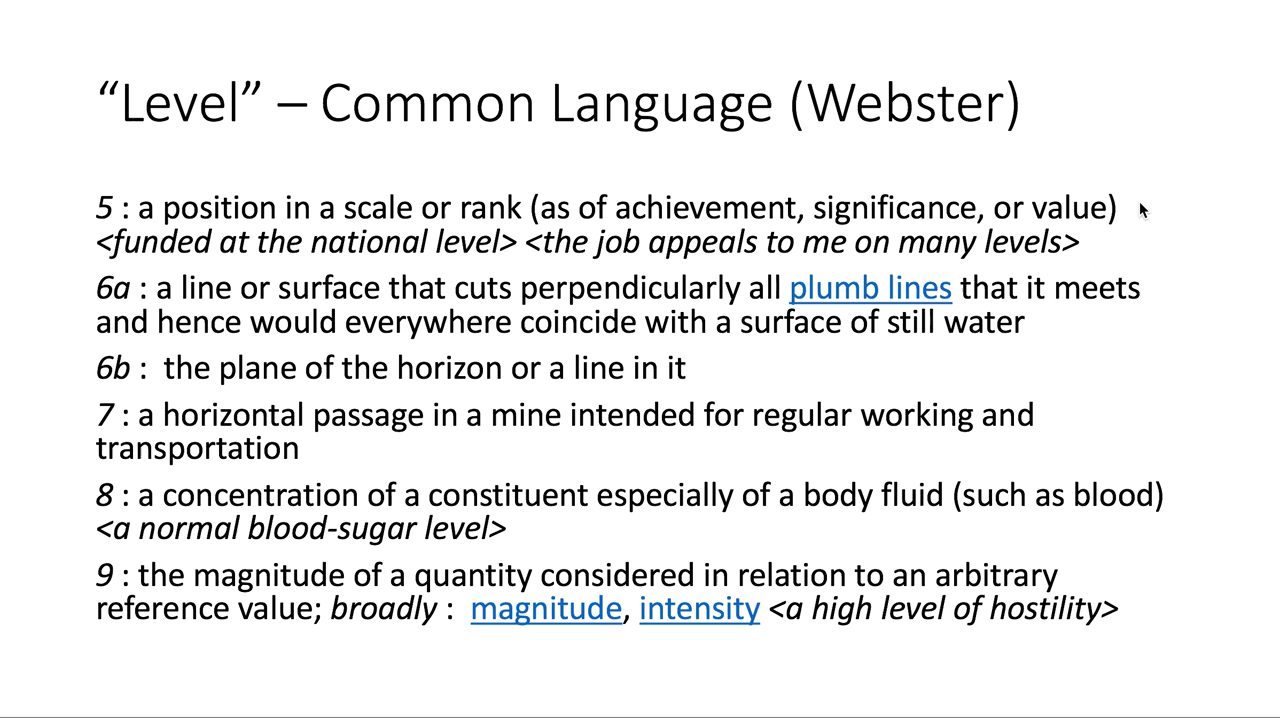 “Level” – Common Language (Webster)
5 : a position in a scale or rank (as of achievement, significance, or value)
<funded at the national level> <the job appeals to me on many levels>
6a : a line or surface that cuts perpendicularly all plumb lines that it meets
and hence would everywhere coincide with a surface of still water
6b :  the plane of the horizon or a line in it
7 : a horizontal passage in a mine intended for regular working and
transportation
8 : a concentration of a constituent especially of a body fluid (such as blood)
<a normal blood-sugar level>
9 : the magnitude of a quantity considered in relation to an arbitrary
reference value; broadly :  magnitude, intensity <a high level of hostility>